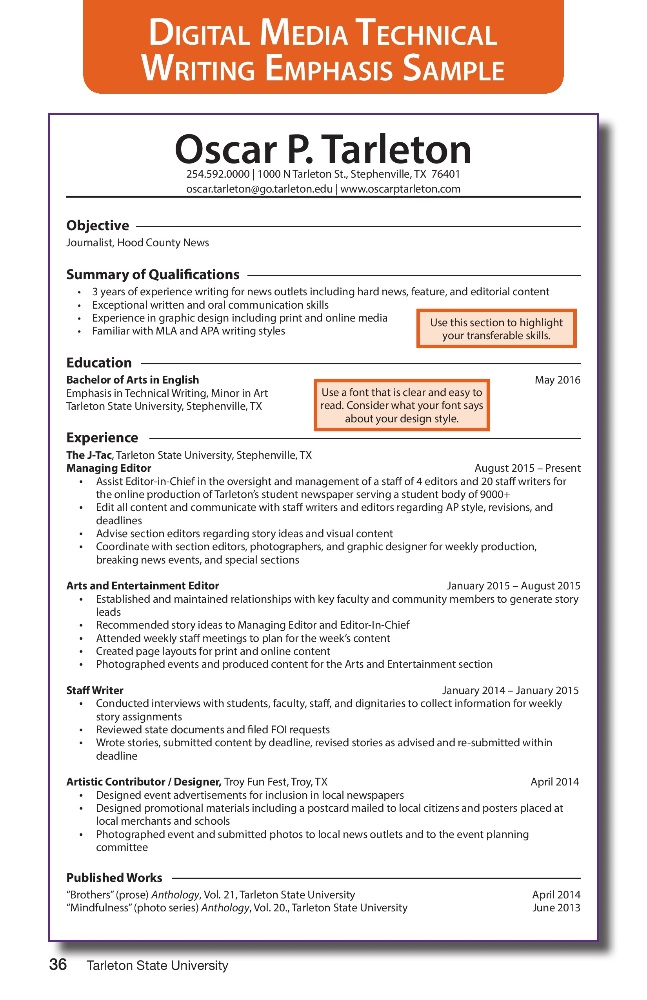 DIGITAL MEDIA TECHNICAL
WRITING EMPHASIS SAMPLE
Oscar P. Tarleton
254.592.0000 | 1000 N Tarleton St., Stephenville, TX  76401
oscar.tarleton@go.tarleton.edu | www.oscarptarleton.com
Objective
Journalist, Hood County News
Summary of Qualifications
• 3 years of experience writing for news outlets including hard news, feature, and editorial content
• Exceptional written and oral communication skills
• Experience in graphic design including print and online media
• Familiar with MLA and APA writing styles
Use this section to highlight
your transferable skills.
Education
Bachelor of Arts in English May 2016
Emphasis in Technical Writing, Minor in Art
Tarleton State University, Stephenville, TX
Use a font that is clear and easy to
read. Consider what your font says
about your design style.
Experience
The J-Tac, Tarleton State University, Stephenville, TX
Managing Editor August 2015 – Present
• Assist Editor-in-Chief in the oversight and management of a staff of 4 editors and 20 staff writers for
the online production of Tarleton's student newspaper serving a student body of 9000+
• Edit all content and communicate with staff writers and editors regarding AP style, revisions, and
deadlines
• Advise section editors regarding story ideas and visual content
• Coordinate with section editors, photographers, and graphic designer for weekly production,
breaking news events, and special sections
Arts and Entertainment Editor January 2015 – August 2015
• Established and maintained relationships with key faculty and community members to generate story
leads
• Recommended story ideas to Managing Editor and Editor-In-Chief
• Attended weekly staff meetings to plan for the week's content
• Created page layouts for print and online content
• Photographed events and produced content for the Arts and Entertainment section
Staff Writer January 2014 – January 2015
• Conducted interviews with students, faculty, staff, and dignitaries to collect information for weekly
story assignments
• Reviewed state documents and filed FOI requests
• Wrote stories, submitted content by deadline, revised stories as advised and re-submitted within
deadline
Artistic Contributor / Designer, Troy Fun Fest, Troy, TX April 2014
• Designed event advertisements for inclusion in local newspapers
• Designed promotional materials including a postcard mailed to local citizens and posters placed at
local merchants and schools
• Photographed event and submitted photos to local news outlets and to the event planning
committee
Published Works
"Brothers" (prose) Anthology, Vol. 21, Tarleton State University April 2014
"Mindfulness" (photo series) Anthology, Vol. 20., Tarleton State University June 2013
36 Tarleton State University